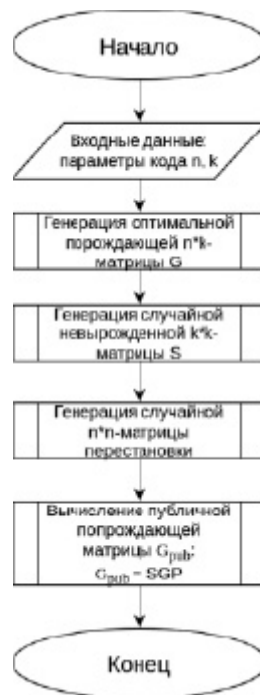 Начало
Входные данные:
параметры кода n, k
Генерация оптимальной
порождающей n*k-
матрицы G
Генерация случайной
невырожденной k*k-
матрицы S
Генерация случайной
n*n-матрицы
перестановки
Вычисление публичной
попрождающей
матрицы Gpub:
Gpub = SGP
Конец